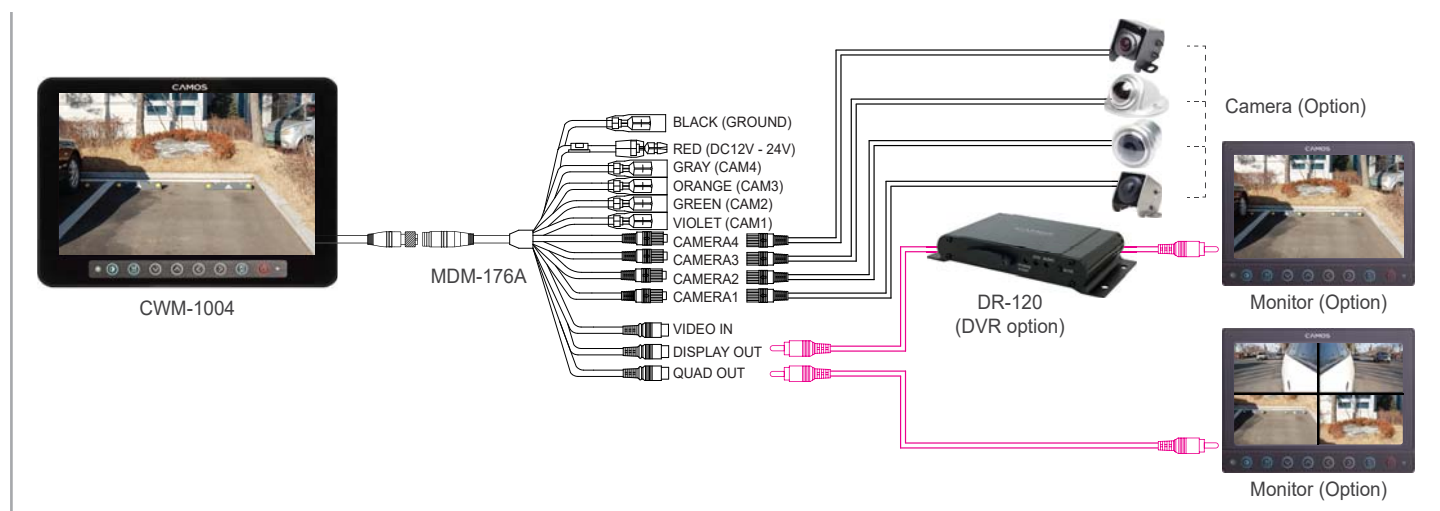 CAMOS
CWM-1004
MDM-176A
BLACK (GROUND)
RED (DC12V - 24V)
GRAY (CAM4)
ORANGE (CAM3)
GREEN (CAM2)
VIOLET (CAM1)
CAMERA4
CAMERA3
CAMERA2
CAMERA1
VIDEO IN
DISPLAY OUT
QUAD OUT
Camera (Option)
DR-120
(DVR option)
CAMOS
Monitor (Option)
CAMOS
Monitor (Option)